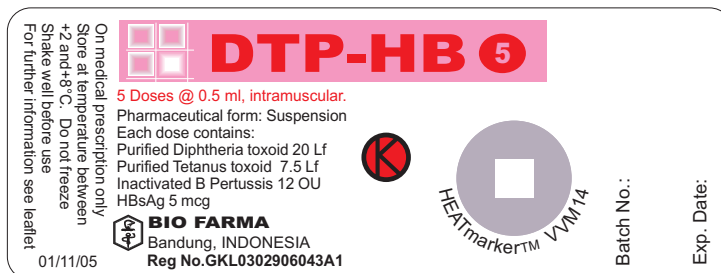 On medical prescription only
Store at temperature between
+2 and+8°C. Do not freeze
Shake well before use
For further information see leaflet
DTP-HB 5
5 Doses @ 0.5 ml, intramuscular.
Pharmaceutical form: Suspension
Each dose contains:
Purified Diphtheria toxoid 20 Lf
Purified Tetanus toxoid 7.5 Lf
Inactivated B Pertussis 12 OU
HBsAg 5 mcg
BIO FARMA
Bandung, INDONESIA
Reg No.GKL0302906043A1
01/11/05
K
HEATmarker™ VVM14
Batch No.:
Exp. Date: